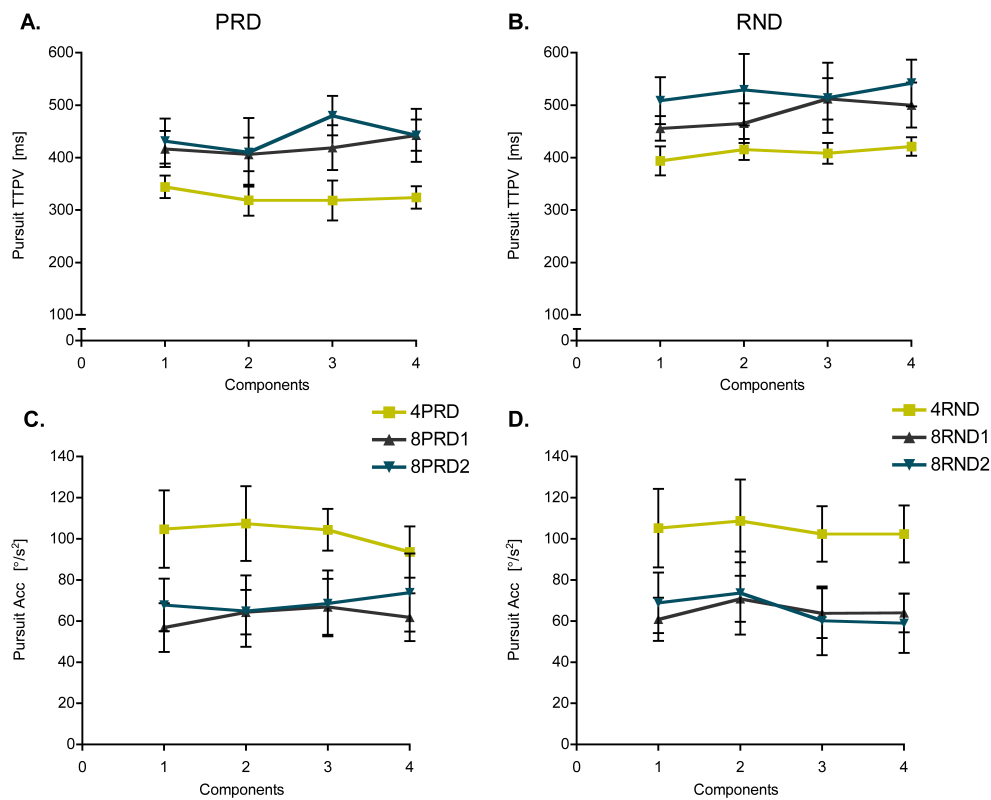 A. PRD
600
500
400
300
200
100
0
Pursuit TTPV [ms]
0 1 2 3 4
Components
B. RND
600
500
400
300
200
100
0
Pursuit TTPV [ms]
0 1 2 3 4
Components
C.
4PRD
8PRD1
8PRD2
140
120
100
80
60
40
20
0
Pursuit Acc [°/s²]
0 1 2 3 4
Components
D.
4RND
8RND1
8RND2
140
120
100
80
60
40
20
0
Pursuit Acc [°/s²]
0 1 2 3 4
Components